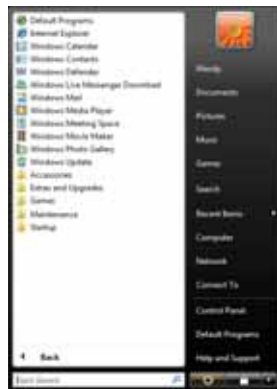 Default Programs
Internet Explorer
Windows Calendar
Windows Contacts
Windows Defender
Windows Live Messenger Download
Windows Mail
Windows Media Player
Windows Meeting Space
Windows Movie Maker
Windows Photo Gallery
Windows Update
Accessories
Extras and Upgrades
Games
Maintenance
Startup
Back
Start Search
Wendy
Documents
Pictures
Music
Games
Search
Recent Items
Computer
Network
Connect To
Control Panel
Default Programs
Help and Support